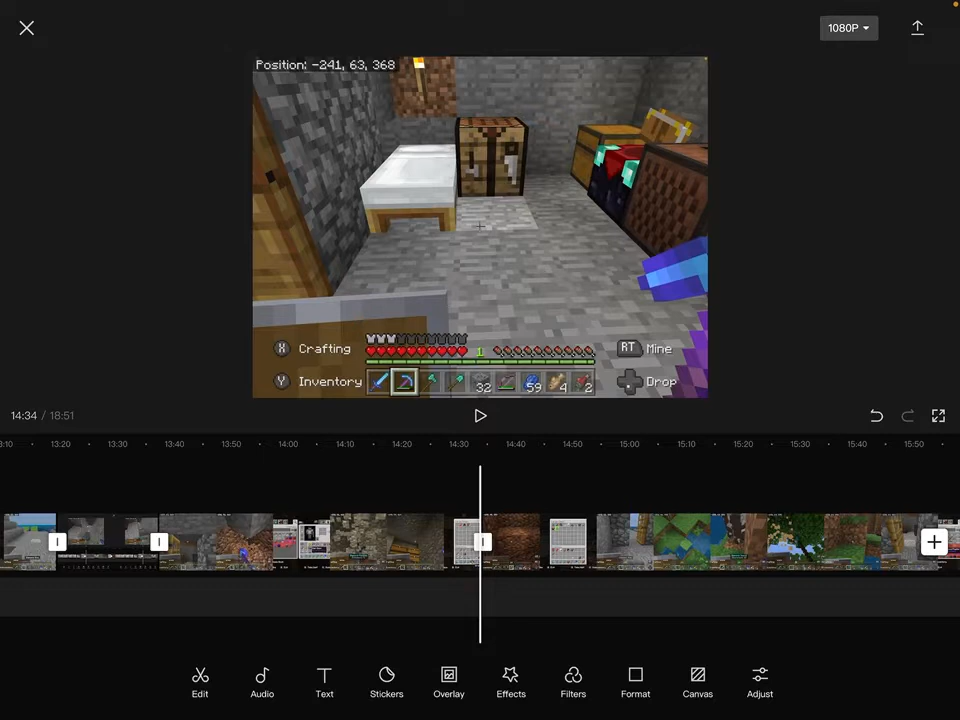 1080P
Position: -241, 63, 368
X Crafting
RT Mine
1
Y Inventory
32
59
4
2
Drop
14:34 / 18:51
3:10 13:20 13:30 13:40 13:50 14:00 14:10 14:20 14:30 14:40 14:50 15:00 15:10 15:20 15:30 15:40 15:50
Edit Audio Text Stickers Overlay Effects Filters Format Canvas Adjust